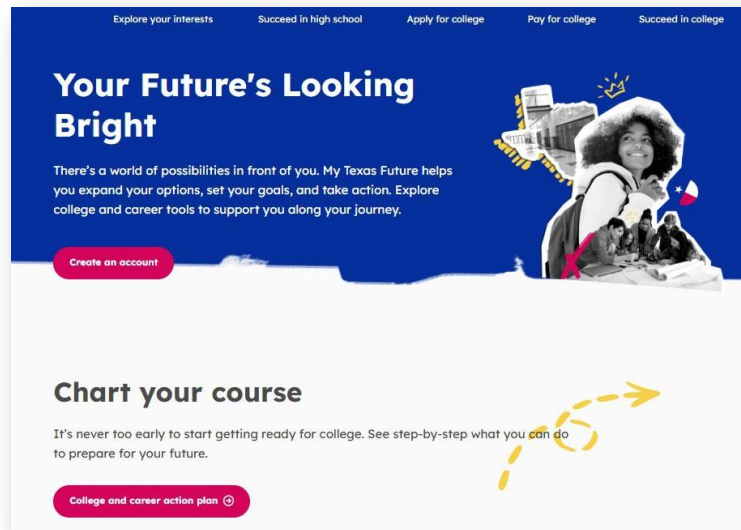 Explore your interests Succeed in high school Apply for college Pay for college Succeed in college
Your Future's Looking
Bright
There's a world of possibilities in front of you. My Texas Future helps
you expand your options, set your goals, and take action. Explore
college and career tools to support you along your journey.
Create an account
Chart your course
It's never too early to start getting ready for college. See step-by-step what you can do
to prepare for your future.
College and career action plan